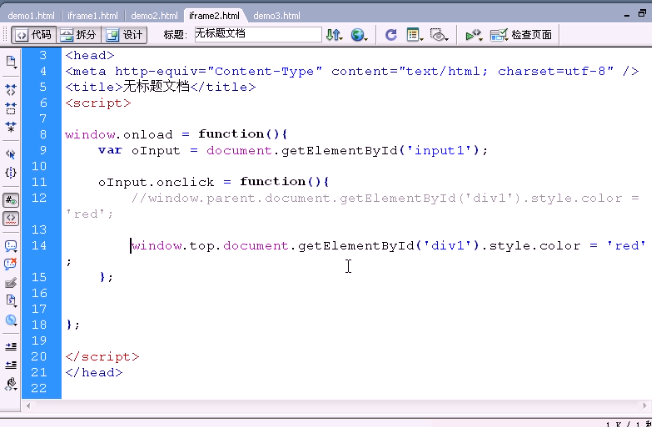 demo1.html iframe1.html demo2.html iframe2.html demo3.html
代码 拆分 设计 标题: 无标题文档 检查页面
3 <head>
4 <meta http-equiv="Content-Type" content="text/html; charset=utf-8" />
5 <title>无标题文档</title>
6 <script>
7
8 window.onload = function(){
9 var oInput = document.getElementById('input1');
10
11 oInput.onclick = function(){
12 //window.parent.document.getElementById('div1').style.color =
'red';
13
14 window.top.document.getElementById('div1').style.color = 'red'
;
15 };
16
17
18 };
19
20 </script>
21 </head>
22